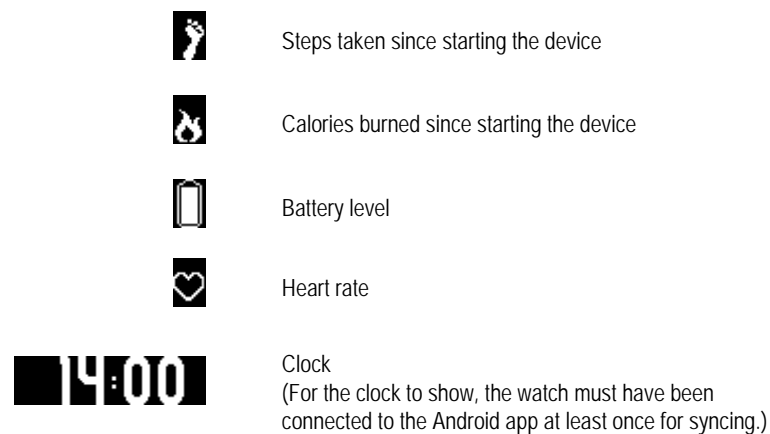 Steps taken since starting the device
Calories burned since starting the device
Battery level
Heart rate
14:00
Clock
(For the clock to show, the watch must have been
connected to the Android app at least once for syncing.)